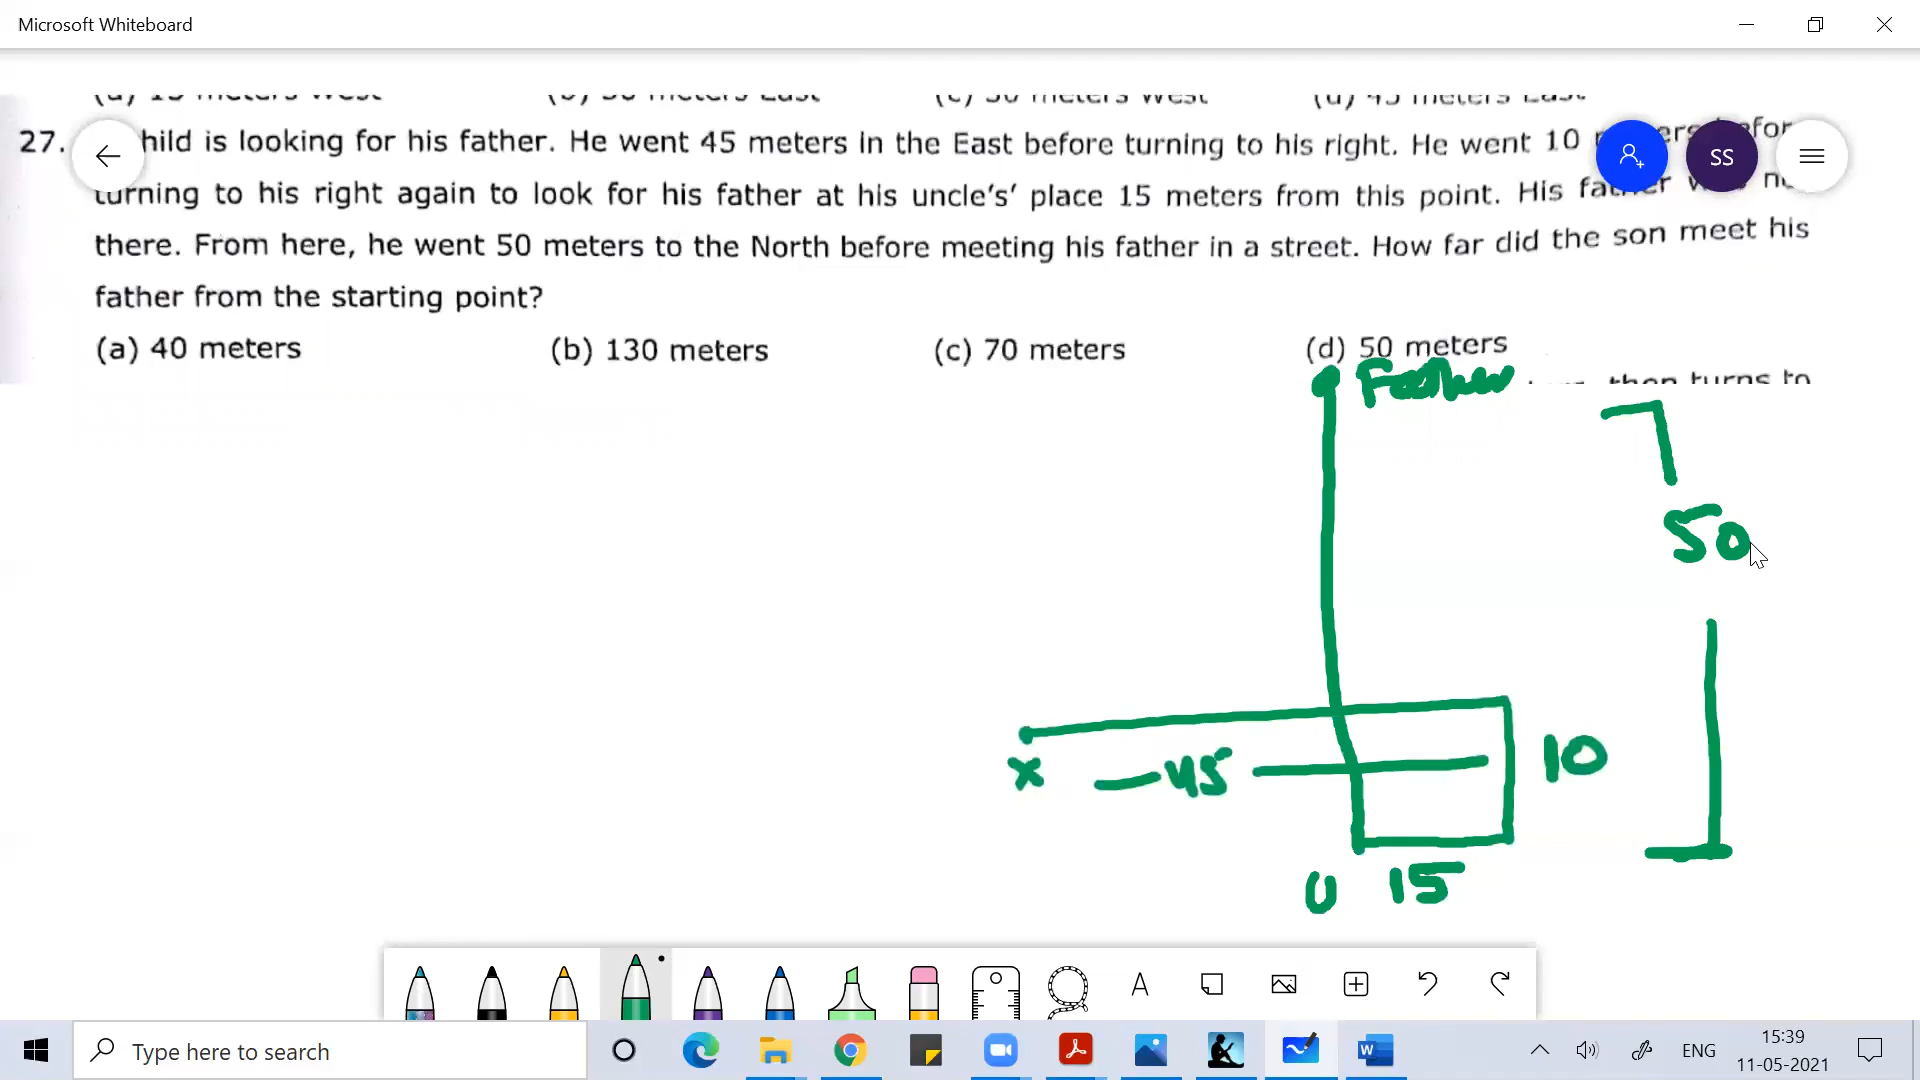 Microsoft Whiteboard
27. hild is looking for his father. He went 45 meters in the East before turning to his right. He went 10
turning to his right again to look for his father at his uncle's' place 15 meters from this point. His
there. From here, he went 50 meters to the North before meeting his father in a street. How far did the son meet his
father from the starting point?
(a) 40 meters (b) 130 meters (c) 70 meters (d) 50 meters
SS
Father
then turns to
50
x 45 10
U 15
A
Type here to search
ENG
15:39
11-05-2021